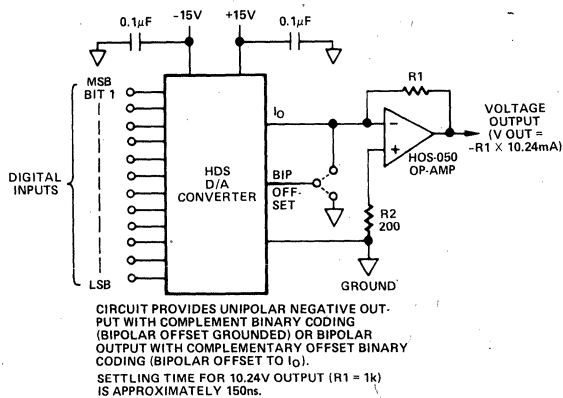 0.1µF
-15V
+15V
0.1µF
MSB
BIT 1
DIGITAL
INPUTS
LSB
HDS
D/A
CONVERTER
IO
BIP
OFF-
SET
R1
HOS-050
OP-AMP
R2
200
GROUND
VOLTAGE
OUTPUT
(V OUT =
-R1 X 10.24mA)
CIRCUIT PROVIDES UNIPOLAR NEGATIVE OUT-
PUT WITH COMPLEMENT BINARY CODING
(BIPOLAR OFFSET GROUNDED) OR BIPOLAR
OUTPUT WITH COMPLEMENTARY OFFSET BINARY
CODING (BIPOLAR OFFSET TO IO).
SETTLING TIME FOR 10.24V OUTPUT (R1 = 1k)
IS APPROXIMATELY 150ns.